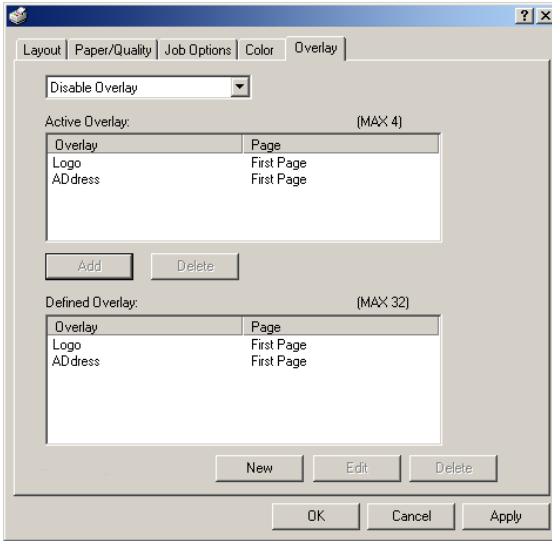 ? X
Layout Paper/Quality Job Options Color Overlay
Disable Overlay
Active Overlay: (MAX 4)
Overlay Page
Logo First Page
ADdress First Page
Add Delete
Defined Overlay: (MAX 32)
Overlay Page
Logo First Page
ADdress First Page
New Edit Delete
OK Cancel Apply